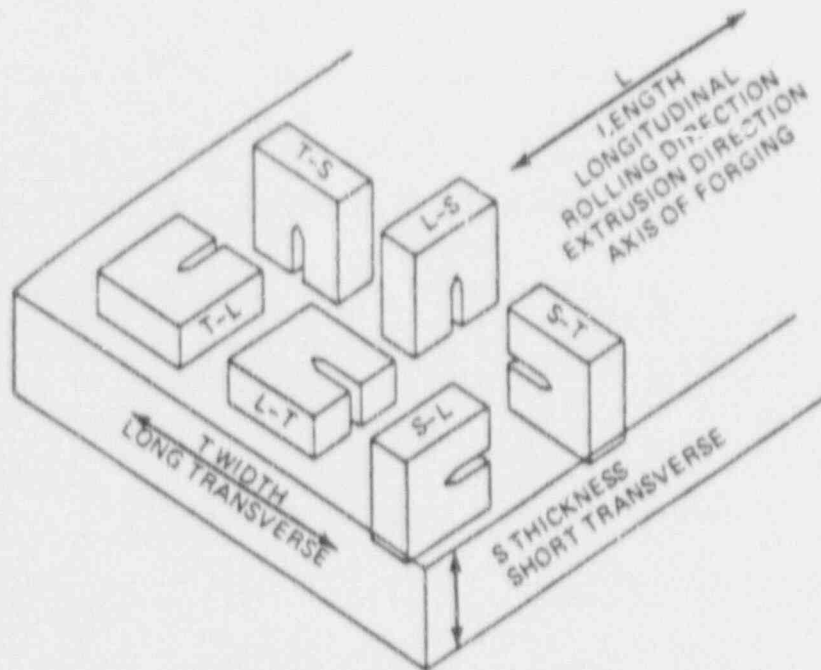 L
LENGTH
LONGITUDINAL
ROLLING DIRECTION
EXTRUSION DIRECTION
AXIS OF FORGING
T-S
L-S
T-L
S-T
L-T
S-L
T WIDTH
LONG TRANSVERSE
S THICKNESS
SHORT TRANSVERSE